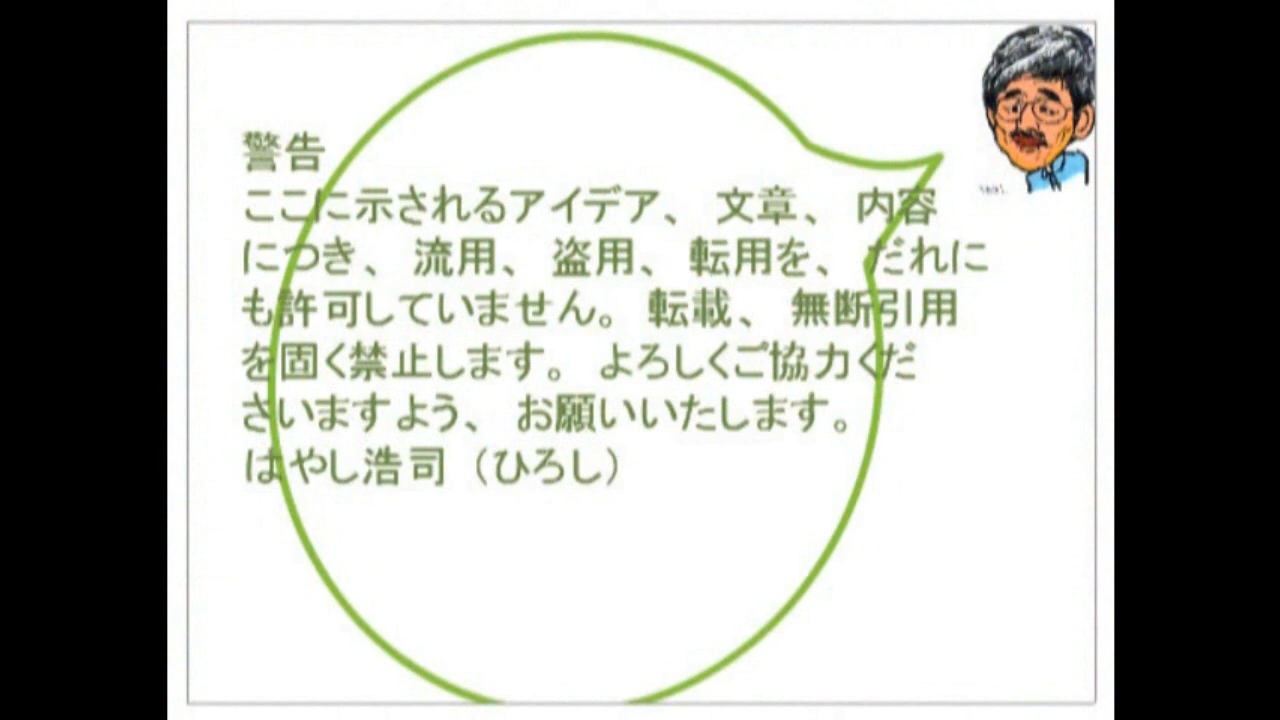 警告
ここに示されるアイデア、 文章、 内容
につき、 流用、 盗用、 転用を、 だれに
も許可していません。 転載、 無断引用
を固く禁止します。 よろしくご協力くだ
さいますよう、 お願いいたします。
はやし浩司 （ひろし）